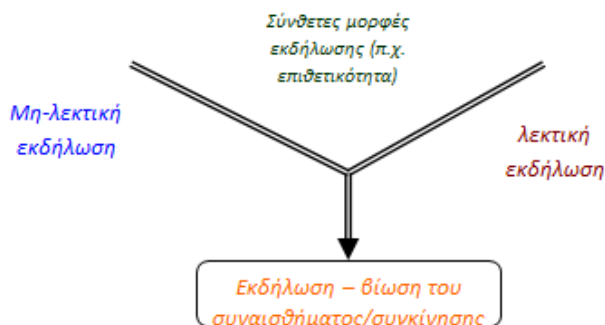 Σύνθετες μορφές
εκδήλωσης (π.χ.
επιθετικότητα)
Μη-λεκτική
εκδήλωση
λεκτική
εκδήλωση
Εκδήλωση – βίωση του
συναισθήματος/συγκίνησης